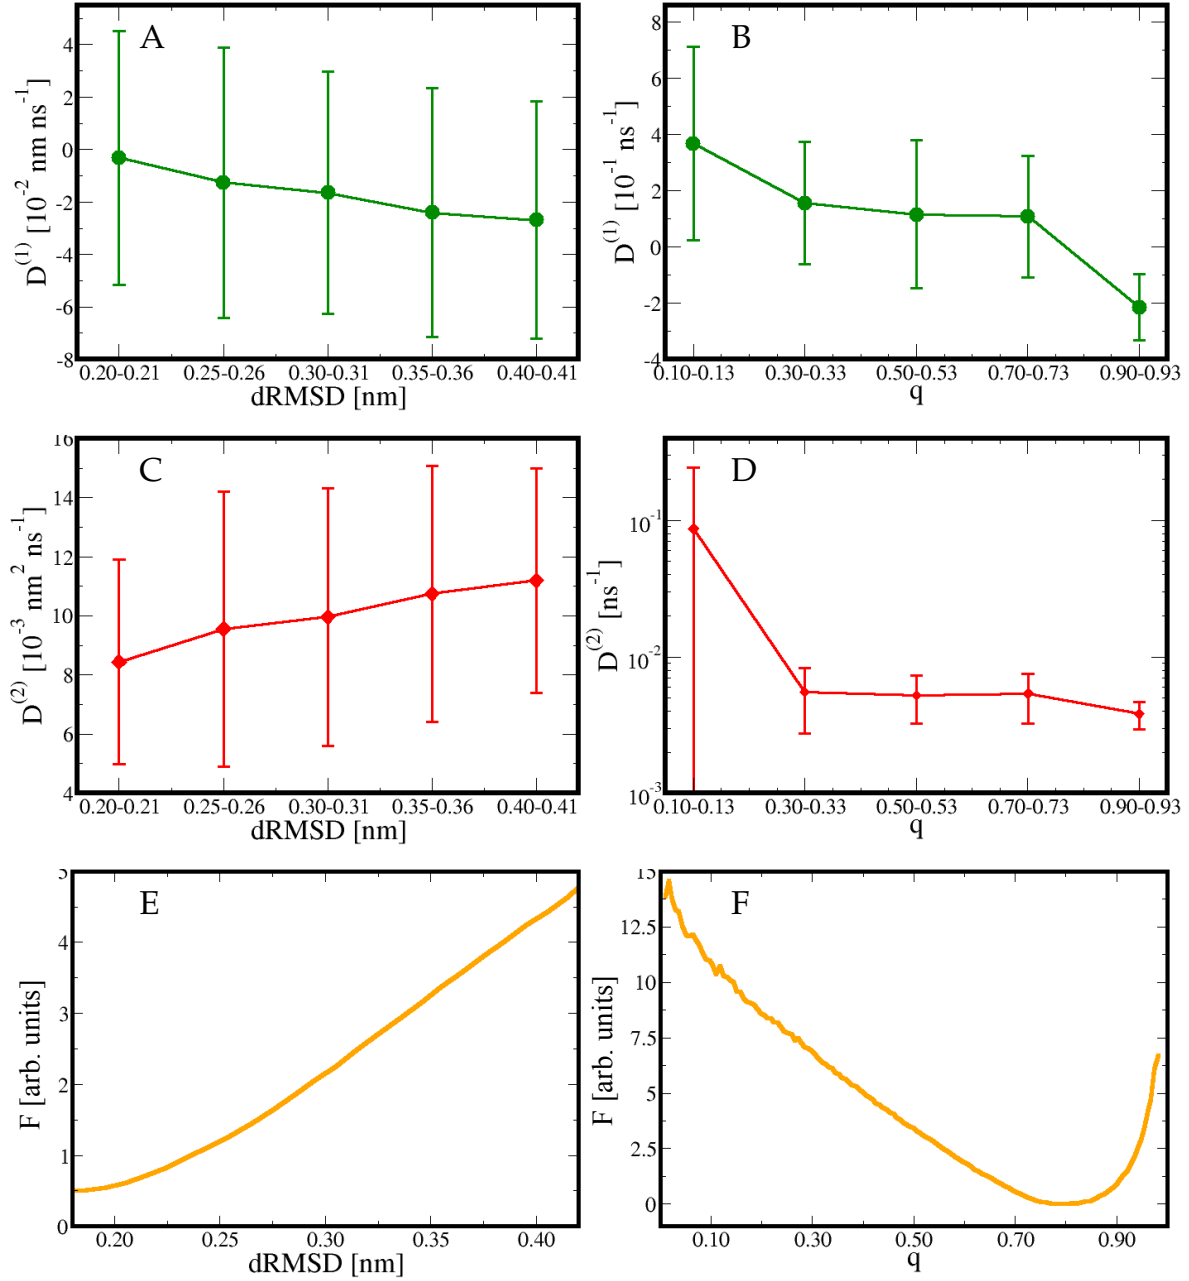 A
D⁽¹⁾ [10⁻² nm ns⁻¹]
4
2
0
-2
-4
-6
-8
0.20-0.21 0.25-0.26 0.30-0.31 0.35-0.36 0.40-0.41
dRMSD [nm]
B
D⁽¹⁾ [10⁻¹ ns⁻¹]
8
6
4
2
0
-2
-4
0.10-0.13 0.30-0.33 0.50-0.53 0.70-0.73 0.90-0.93
q
C
D⁽²⁾ [10⁻³ nm² ns⁻¹]
16
14
12
10
8
6
4
0.20-0.21 0.25-0.26 0.30-0.31 0.35-0.36 0.40-0.41
dRMSD [nm]
D
D⁽²⁾ [ns⁻¹]
10⁻¹
10⁻²
10⁻³
0.10-0.13 0.30-0.33 0.50-0.53 0.70-0.73 0.90-0.93
q
E
F [arb. units]
5
4
3
2
1
0
0.20 0.25 0.30 0.35 0.40
dRMSD [nm]
F
F [arb. units]
15
12.5
10
7.5
5
2.5
0
0.10 0.30 0.50 0.70 0.90
q